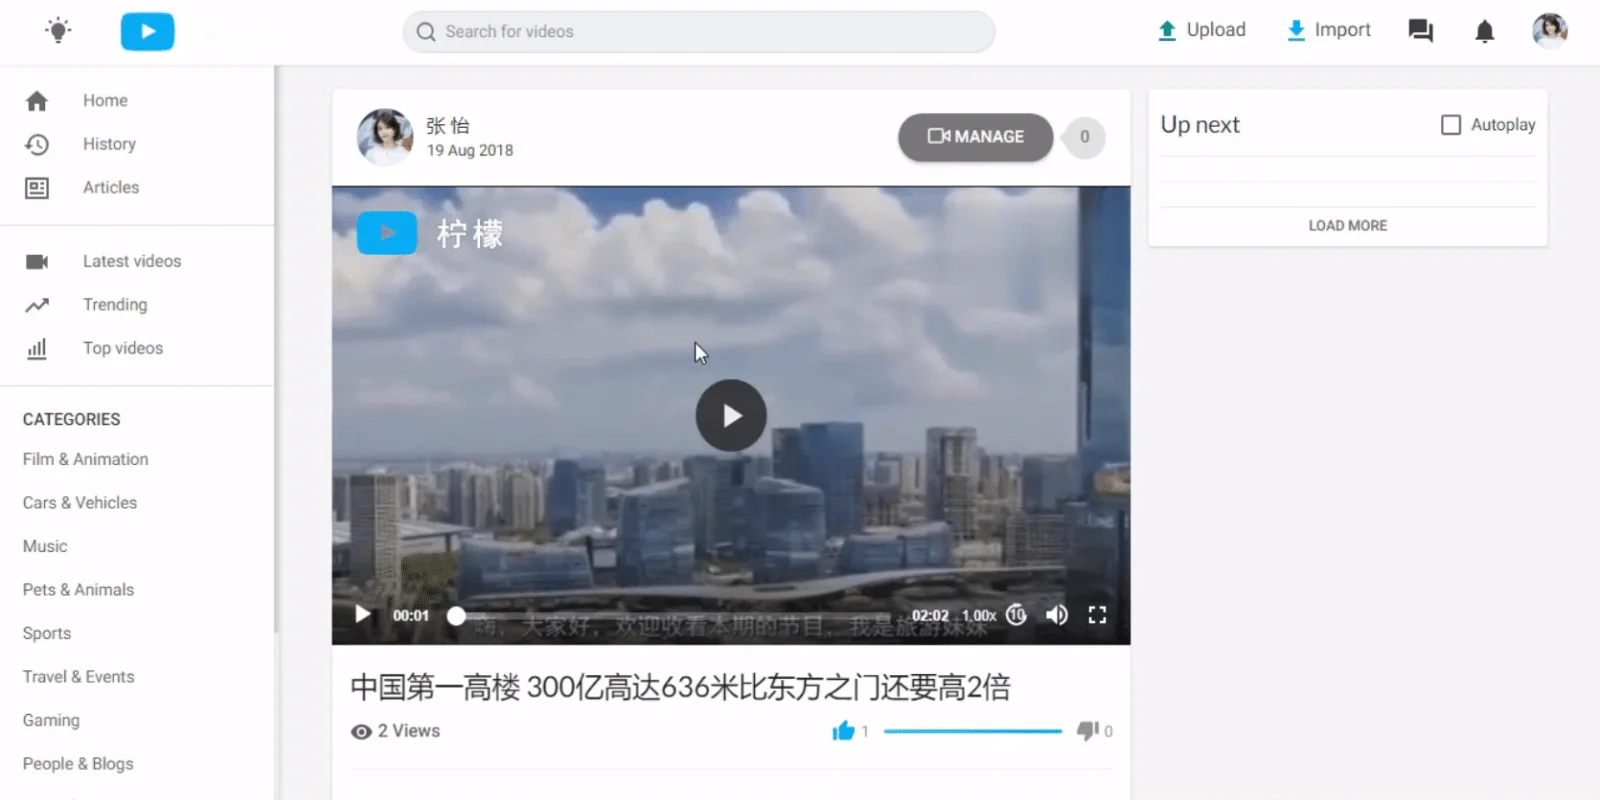 Search for videos
Upload
Import
Home
History
Articles
Latest videos
Trending
Top videos
CATEGORIES
Film & Animation
Cars & Vehicles
Music
Pets & Animals
Sports
Travel & Events
Gaming
People & Blogs
张 怡
19 Aug 2018
MANAGE
0
柠 檬
00:01
02:02
1.00x
10
嗨，大家好，欢迎收看本期的节目，我是旅游妹妹
中国第一高楼 300亿高达636米比东方之门还要高2倍
2 Views
1
0
Up next
Autoplay
LOAD MORE